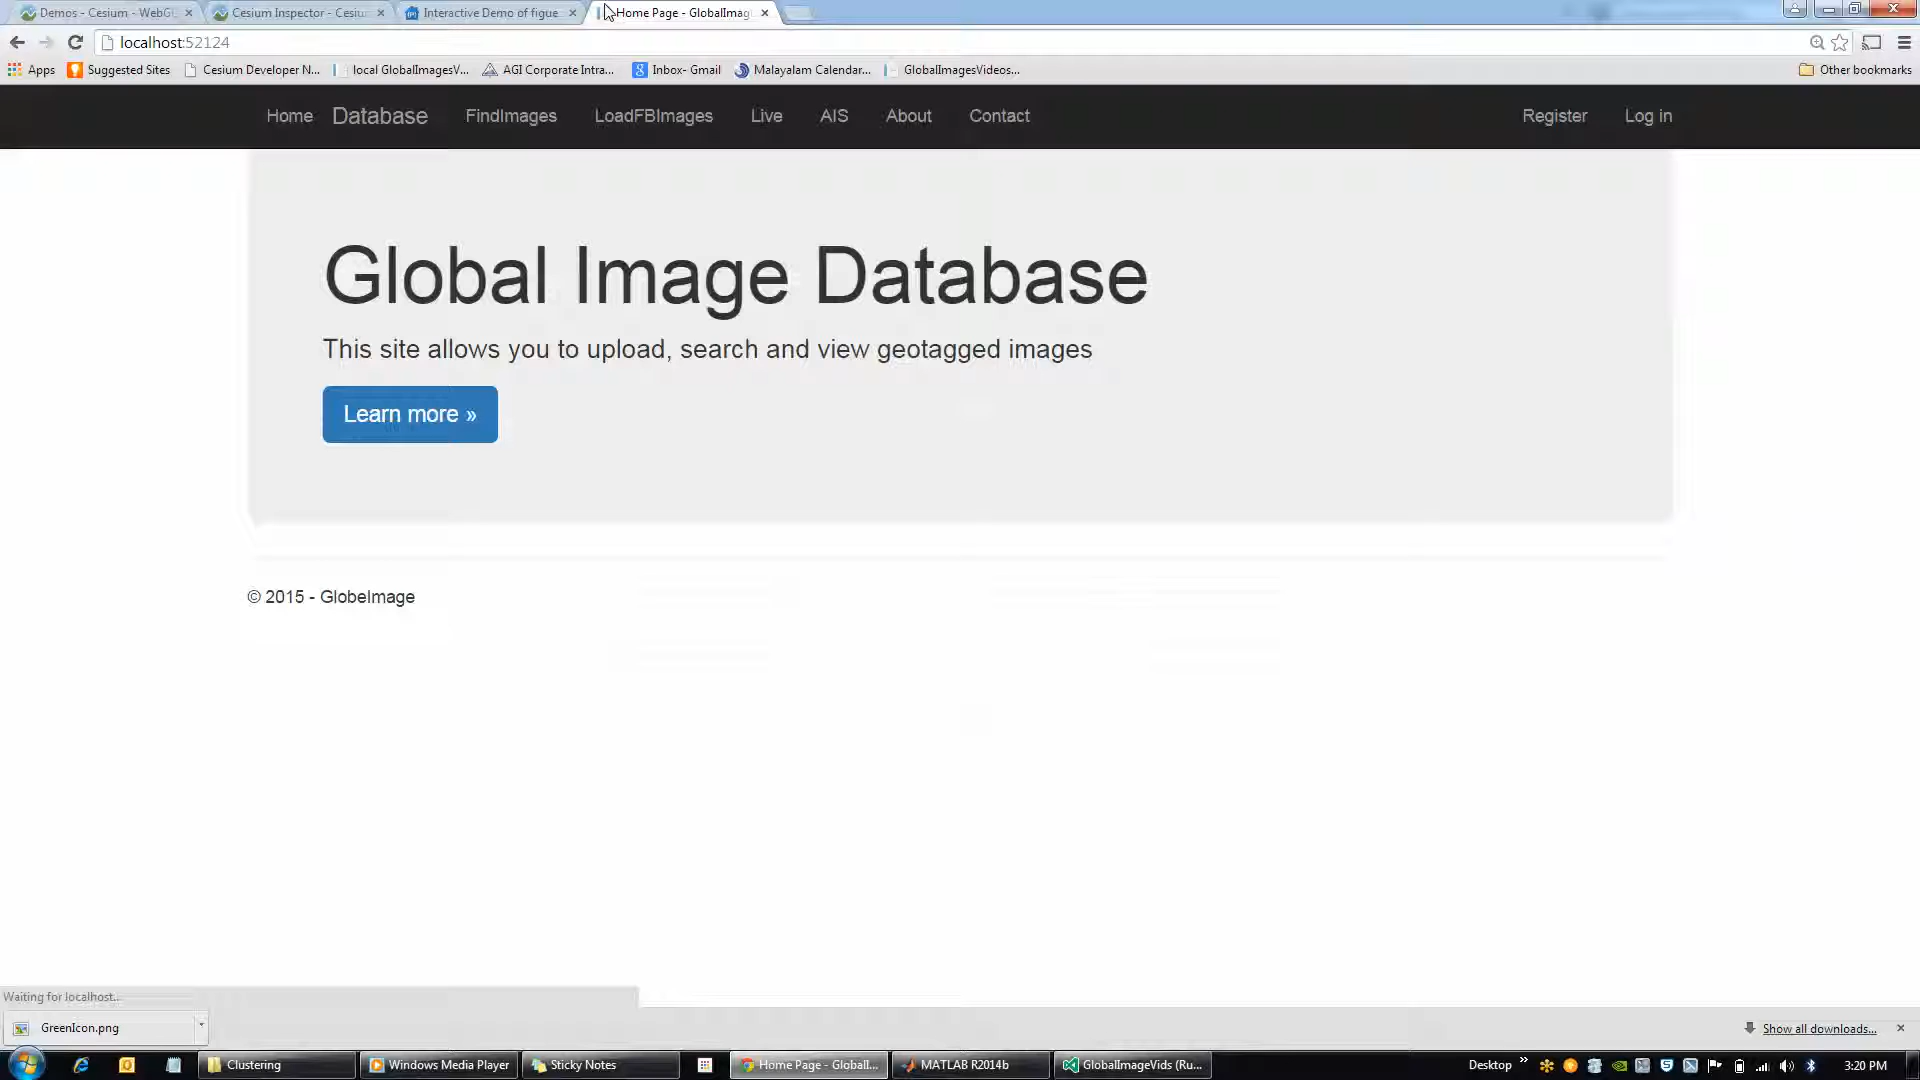 Demos - Cesium - WebG
Cesium Inspector - Cesiu
Interactive Demo of figue
Home Page - GlobalImag
localhost:52124
Apps
Suggested Sites
Cesium Developer N...
local GlobalImagesV...
AGI Corporate Intra...
Inbox- Gmail
Malayalam Calendar...
GlobalImagesVideos...
Other bookmarks
Home
Database
FindImages
LoadFBImages
Live
AIS
About
Contact
Register
Log in
Global Image Database
This site allows you to upload, search and view geotagged images
Learn more »
© 2015 - GlobeImage
Waiting for localhost...
GreenIcon.png
Show all downloads...
Clustering
Windows Media Player
Sticky Notes
Home Page - GlobalI...
MATLAB R2014b
GlobalImageVids (Ru...
Desktop
3:20 PM